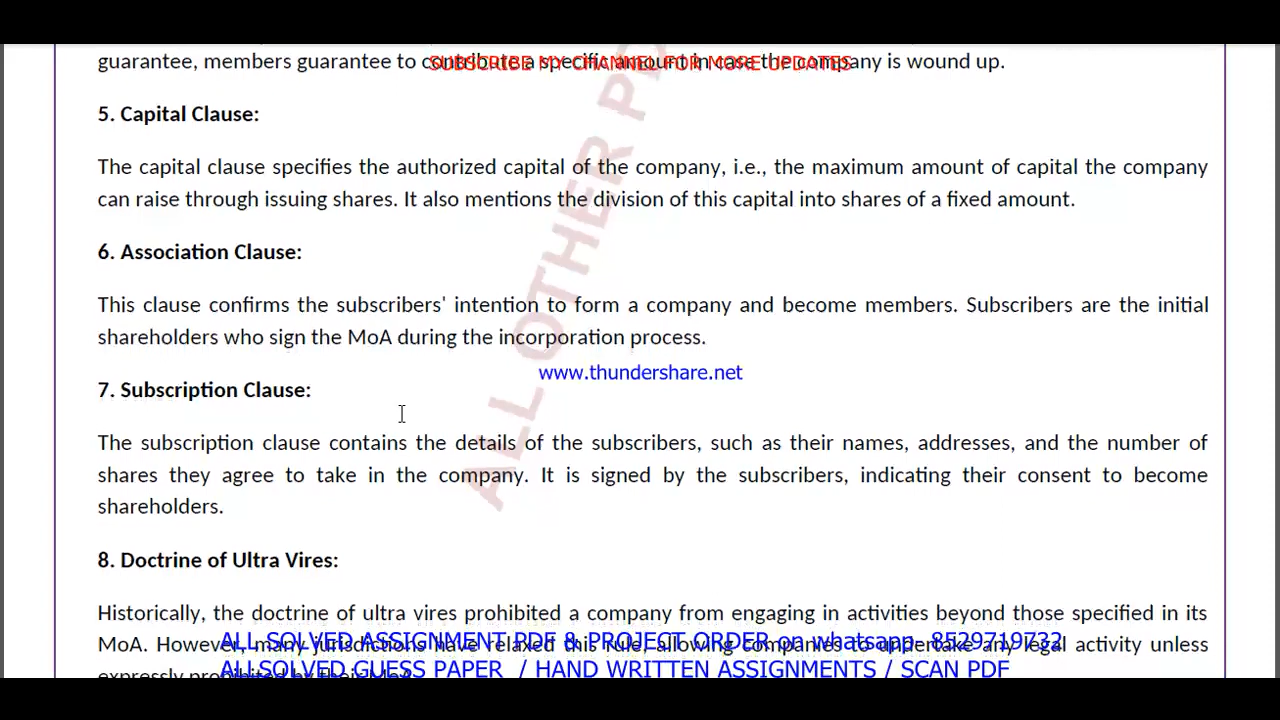 guarantee, members guarantee to contribute a specific amount in case the company is wound up.
SUBSCRIBE MY CHANNEL FOR MORE UPDATES
5. Capital Clause:
The capital clause specifies the authorized capital of the company, i.e., the maximum amount of capital the company
can raise through issuing shares. It also mentions the division of this capital into shares of a fixed amount.
6. Association Clause:
This clause confirms the subscribers' intention to form a company and become members. Subscribers are the initial
shareholders who sign the MoA during the incorporation process.
www.thundershare.net
7. Subscription Clause:
The subscription clause contains the details of the subscribers, such as their names, addresses, and the number of
shares they agree to take in the company. It is signed by the subscribers, indicating their consent to become
shareholders.
8. Doctrine of Ultra Vires:
Historically, the doctrine of ultra vires prohibited a company from engaging in activities beyond those specified in its
MoA. However, many jurisdictions have relaxed this rule, allowing companies to undertake any legal activity unless
ALL SOLVED ASSIGNMENT PDF & PROJECT ORDER on whatsapp- 8529719732
expressly prohibited by their MoA.
ALL SOLVED GUESS PAPER / HAND WRITTEN ASSIGNMENTS / SCAN PDF
ALL OTHER PD